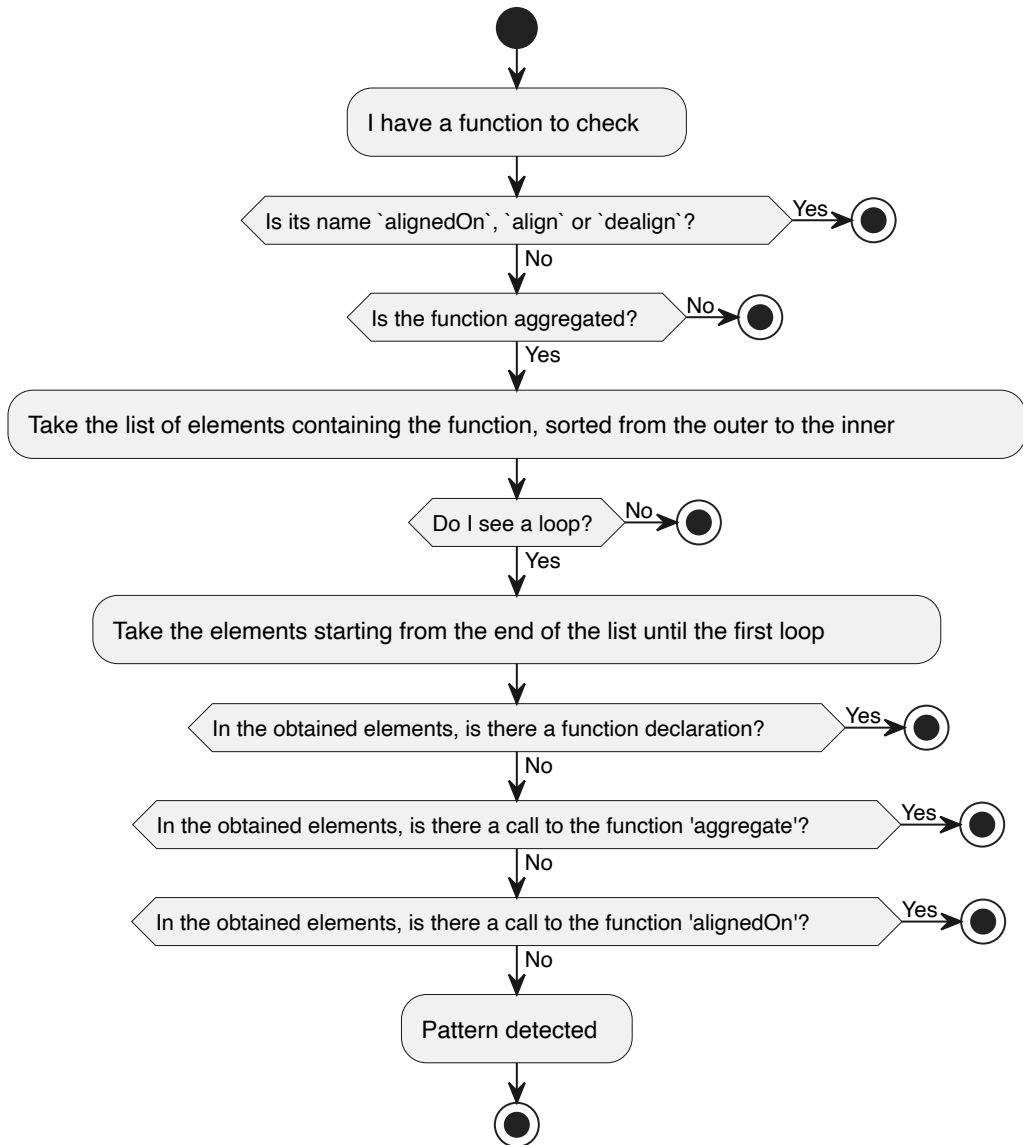 I have a function to check
Is its name `alignedOn`, `align` or `dealign`?
Yes
No
Is the function aggregated?
No
Yes
Take the list of elements containing the function, sorted from the outer to the inner
Do I see a loop?
No
Yes
Take the elements starting from the end of the list until the first loop
In the obtained elements, is there a function declaration?
Yes
No
In the obtained elements, is there a call to the function 'aggregate'?
Yes
No
In the obtained elements, is there a call to the function 'alignedOn'?
Yes
No
Pattern detected